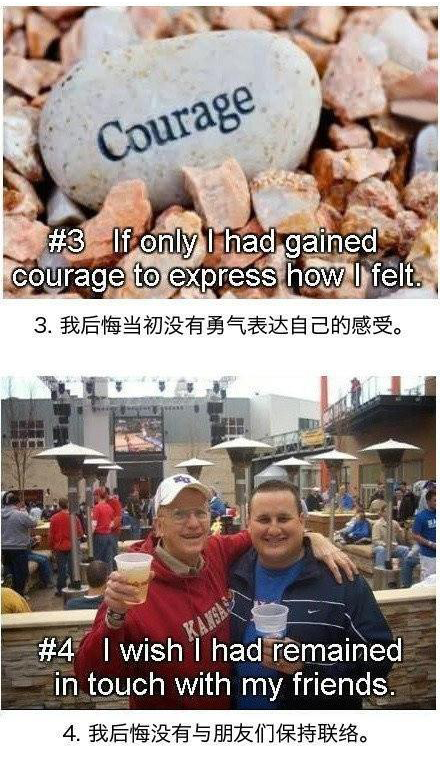 Courage
#3 If only I had gained
courage to express how I felt.
3. 我后悔当初没有勇气表达自己的感受。
KANSAS
#4 I wish I had remained
in touch with my friends.
4. 我后悔没有与朋友们保持联络。